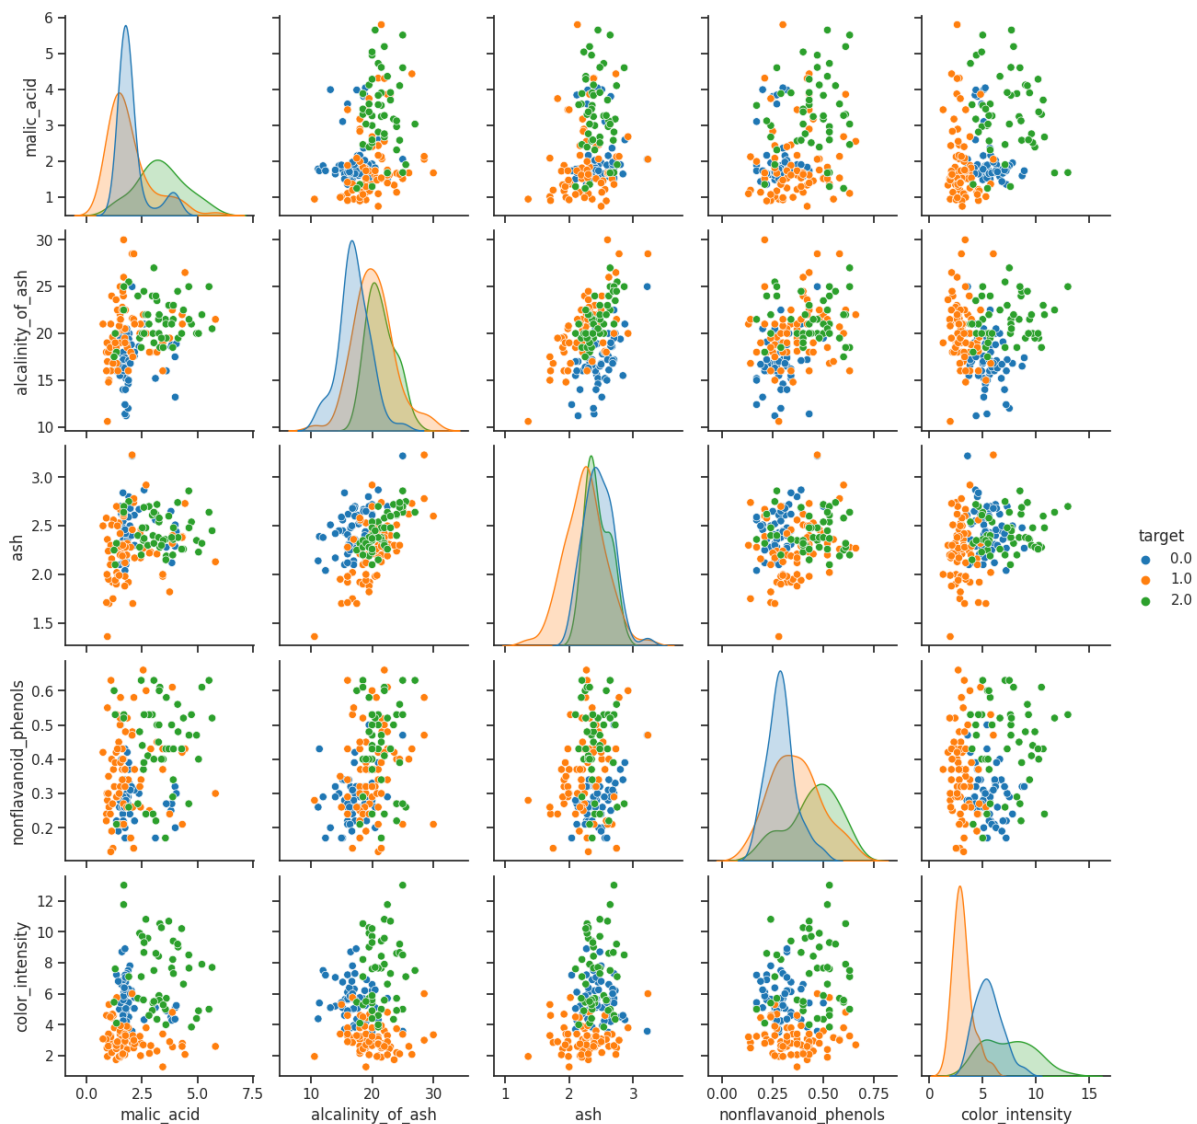 6
5
4
3
2
1
malic_acid
30
25
20
15
10
alcalinity_of_ash
3.0
2.5
2.0
1.5
ash
target
0.0
1.0
2.0
0.6
0.5
0.4
0.3
0.2
nonflavanoid_phenols
12
10
8
6
4
2
color_intensity
0.0 2.5 5.0 7.5
malic_acid
10 20 30
alcalinity_of_ash
1 2 3
ash
0.00 0.25 0.50 0.75
nonflavanoid_phenols
0 5 10 15
color_intensity